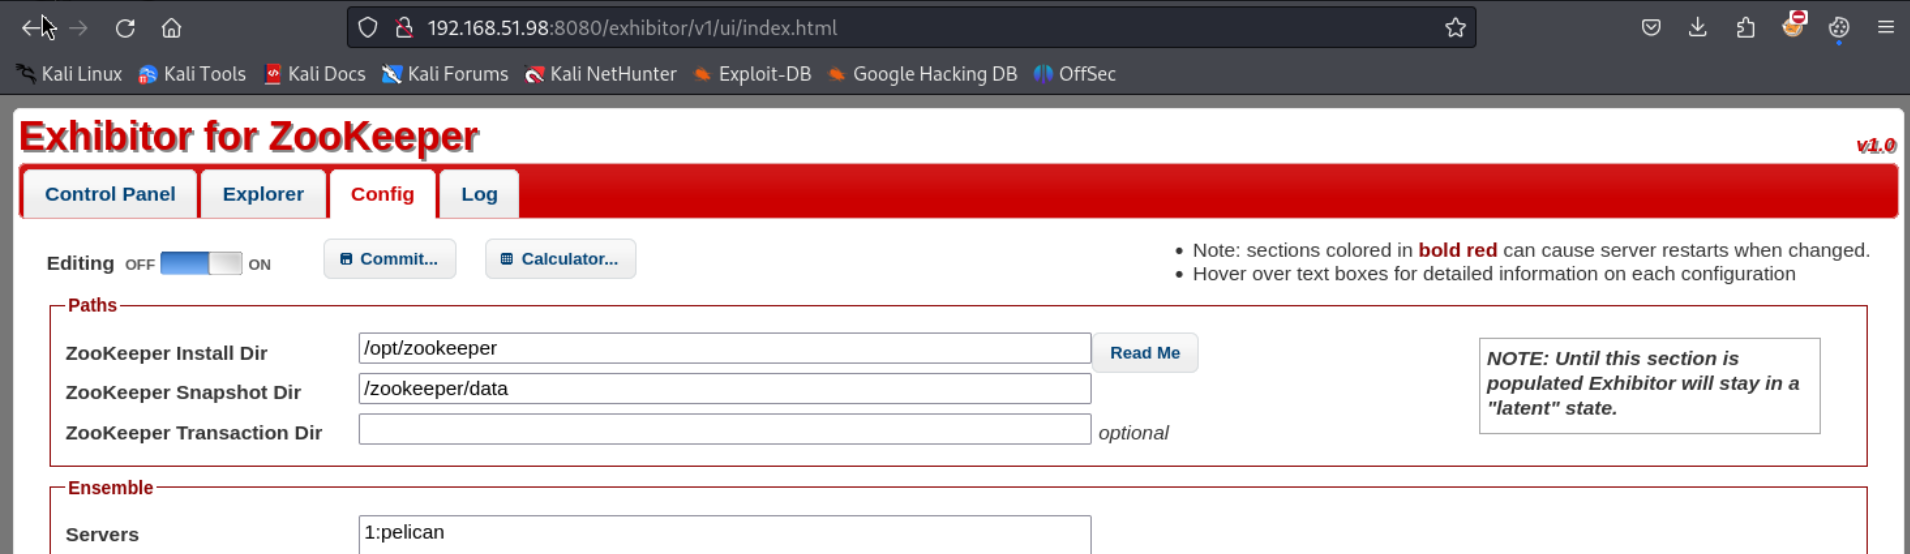 192.168.51.98:8080/exhibitor/v1/ui/index.html
Kali Linux Kali Tools Kali Docs Kali Forums Kali NetHunter Exploit-DB Google Hacking DB OffSec
Exhibitor for ZooKeeper
v1.0
Control Panel Explorer Config Log
Editing OFF ON Commit... Calculator...
• Note: sections colored in bold red can cause server restarts when changed.
• Hover over text boxes for detailed information on each configuration
Paths
ZooKeeper Install Dir /opt/zookeeper Read Me
ZooKeeper Snapshot Dir /zookeeper/data
ZooKeeper Transaction Dir optional
NOTE: Until this section is
populated Exhibitor will stay in a
"latent" state.
Ensemble
Servers 1:pelican